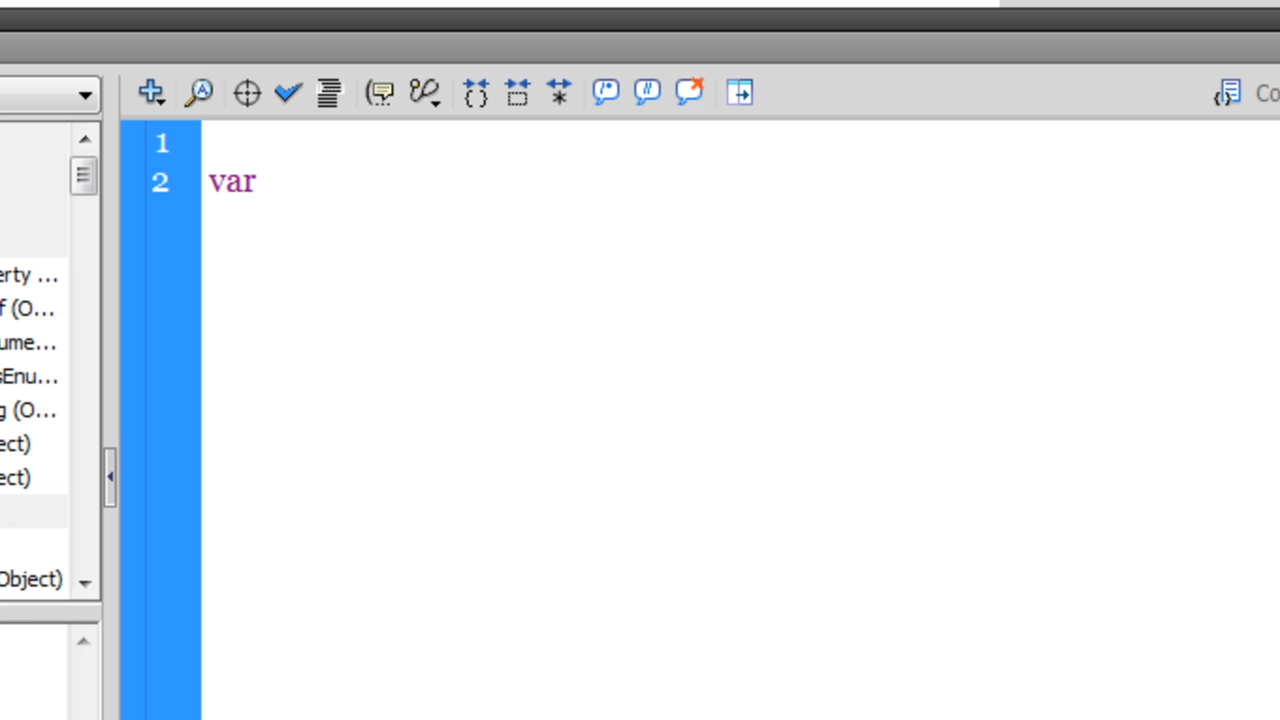 Co
1
2 var
erty ...
f (O...
ume...
sEnu...
g (O...
ect)
ect)
Object)